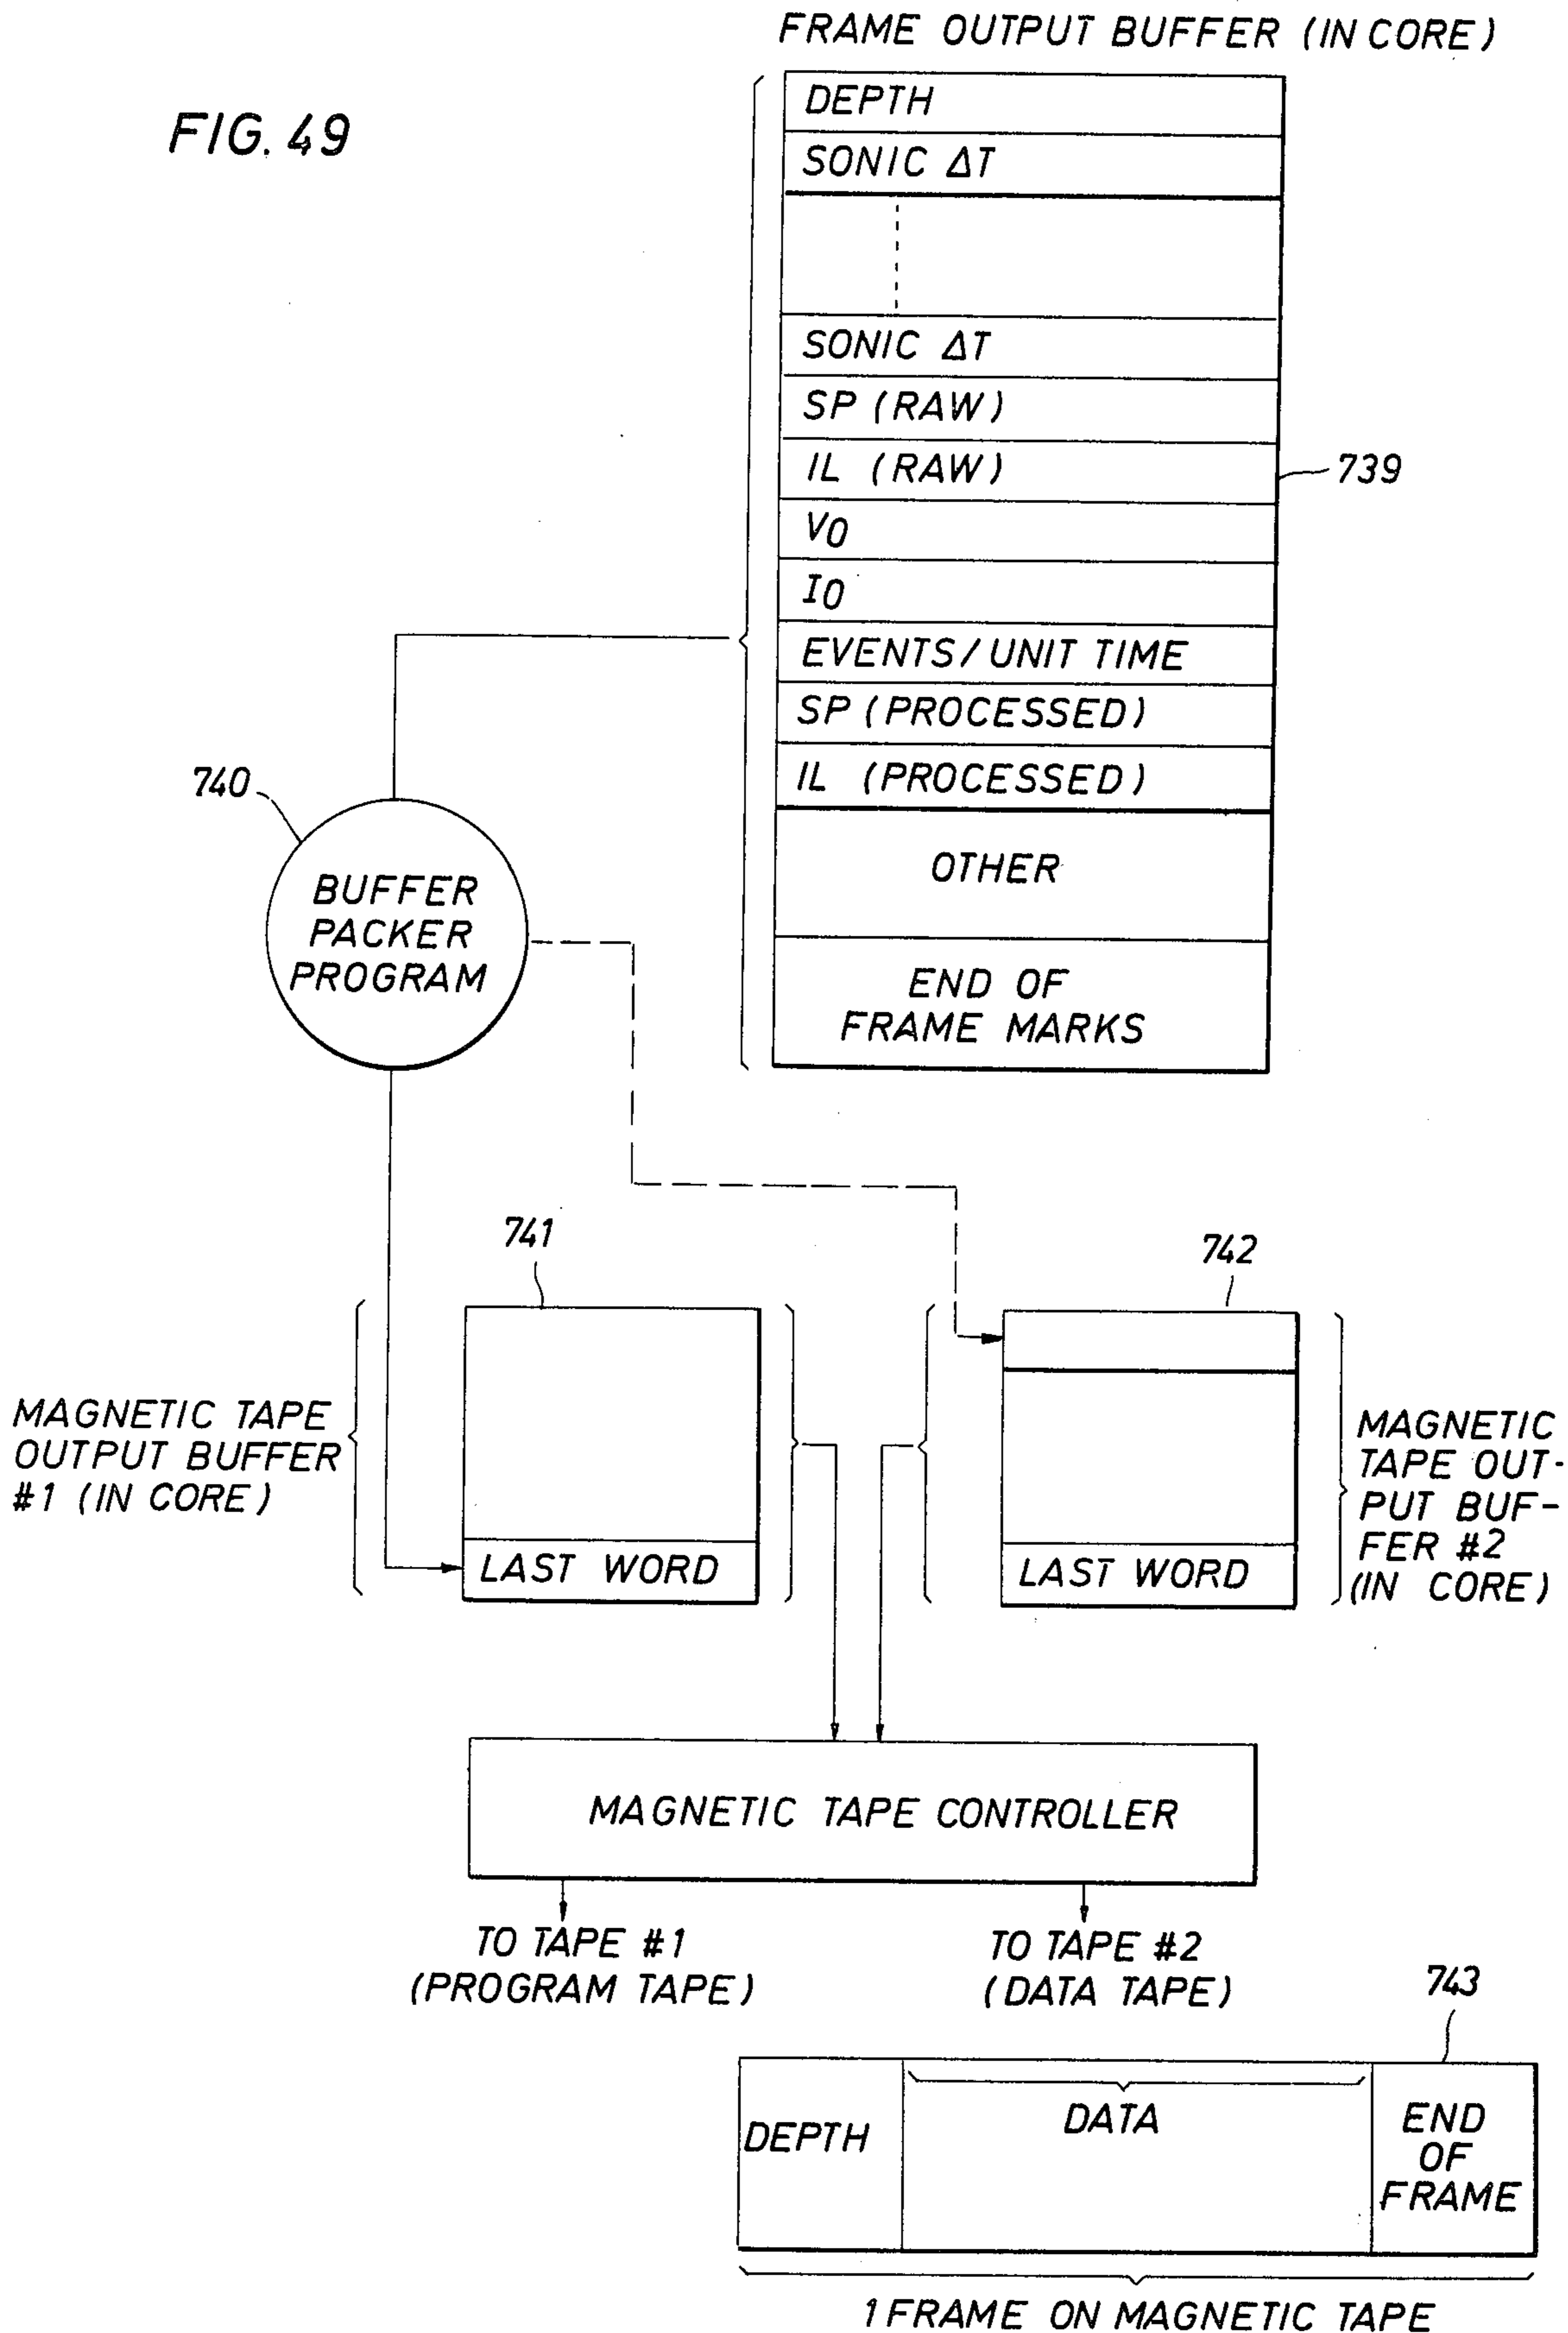 FRAME OUTPUT BUFFER (IN CORE)
FIG. 49
DEPTH
SONIC ΔT
SONIC ΔT
SP (RAW)
IL (RAW)
739
VO
IO
EVENTS/UNIT TIME
SP (PROCESSED)
IL (PROCESSED)
OTHER
END OF
FRAME MARKS
740
BUFFER
PACKER
PROGRAM
741
742
MAGNETIC TAPE
OUTPUT BUFFER
#1 (IN CORE)
LAST WORD
LAST WORD
MAGNETIC
TAPE OUT-
PUT BUF-
FER #2
(IN CORE)
MAGNETIC TAPE CONTROLLER
TO TAPE #1
(PROGRAM TAPE)
TO TAPE #2
(DATA TAPE)
743
DEPTH
DATA
END
OF
FRAME
1 FRAME ON MAGNETIC TAPE